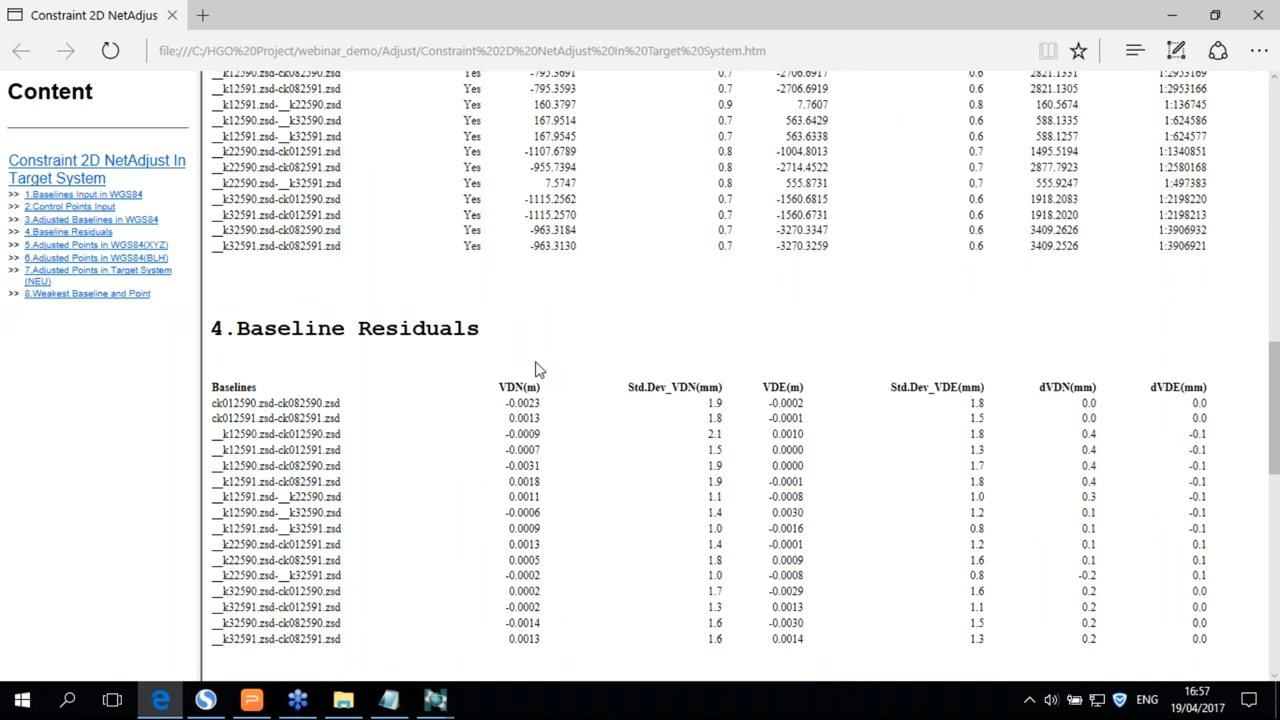 Constraint 2D NetAdjus
file:///C:/HGO%20Project/webinar_demo/Adjust/Constraint%202D%20NetAdjust%20In%20Target%20System.htm
Content
Constraint 2D NetAdjust In
Target System
>> 1.Baselines Input in WGS84
>> 2.Control Points Input
>> 3.Adjusted Baselines in WGS84
>> 4.Baseline Residuals
>> 5.Adjusted Points in WGS84(XYZ)
>> 6.Adjusted Points in WGS84(BLH)
>> 7.Adjusted Points in Target System
(NEU)
>> 8.Weakest Baseline and Point
__k12590.zsd-ck082590.zsd Yes -795.3691 0.7 -2706.6917 0.6 2821.1331 1:2953169
__k12591.zsd-ck082591.zsd Yes -795.3593 0.7 -2706.6919 0.6 2821.1305 1:2953166
__k12591.zsd-__k22590.zsd Yes 160.3797 0.9 7.7607 0.8 160.5674 1:136745
__k12590.zsd-__k32590.zsd Yes 167.9514 0.7 563.6429 0.6 588.1335 1:624586
__k12591.zsd-__k32591.zsd Yes 167.9545 0.7 563.6338 0.6 588.1257 1:624577
__k22590.zsd-ck012591.zsd Yes -1107.6789 0.8 -1004.8013 0.7 1495.5194 1:1340851
__k22590.zsd-ck082590.zsd Yes -955.7394 0.8 -2714.4522 0.7 2877.7923 1:2580168
__k22590.zsd-__k32591.zsd Yes 7.5747 0.8 555.8731 0.7 555.9247 1:497383
__k32590.zsd-ck012590.zsd Yes -1115.2562 0.7 -1560.6815 0.6 1918.2083 1:2198220
__k32591.zsd-ck012591.zsd Yes -1115.2570 0.7 -1560.6731 0.6 1918.2020 1:2198213
__k32590.zsd-ck082590.zsd Yes -963.3184 0.7 -3270.3347 0.6 3409.2626 1:3906932
__k32591.zsd-ck082591.zsd Yes -963.3130 0.7 -3270.3259 0.6 3409.2526 1:3906921
4.Baseline Residuals
Baselines VDN(m) Std.Dev_VDN(mm) VDE(m) Std.Dev_VDE(mm) dVDN(mm) dVDE(mm)
ck012590.zsd-ck082590.zsd -0.0023 1.9 -0.0002 1.8 0.0 0.0
ck012591.zsd-ck082591.zsd 0.0013 1.8 -0.0001 1.5 0.0 0.0
__k12590.zsd-ck012590.zsd -0.0009 2.1 0.0010 1.8 0.4 -0.1
__k12591.zsd-ck012591.zsd -0.0007 1.5 0.0000 1.3 0.4 -0.1
__k12590.zsd-ck082590.zsd -0.0031 1.9 0.0000 1.7 0.4 -0.1
__k12591.zsd-ck082591.zsd 0.0018 1.9 -0.0001 1.8 0.4 -0.1
__k12591.zsd-__k22590.zsd 0.0011 1.1 -0.0008 1.0 0.3 -0.1
__k12590.zsd-__k32590.zsd -0.0006 1.4 0.0030 1.2 0.1 -0.1
__k12591.zsd-__k32591.zsd 0.0009 1.0 -0.0016 0.8 0.1 -0.1
__k22590.zsd-ck012591.zsd 0.0013 1.4 -0.0001 1.2 0.1 0.1
__k22590.zsd-ck082590.zsd 0.0005 1.8 0.0009 1.6 0.1 0.1
__k22590.zsd-__k32591.zsd -0.0002 1.0 -0.0008 0.8 -0.2 0.1
__k32590.zsd-ck012590.zsd 0.0002 1.7 -0.0029 1.6 0.2 0.0
__k32591.zsd-ck012591.zsd -0.0002 1.3 0.0013 1.1 0.2 0.0
__k32590.zsd-ck082590.zsd -0.0014 1.6 -0.0030 1.5 0.2 0.0
__k32591.zsd-ck082591.zsd 0.0013 1.6 0.0014 1.3 0.2 0.0
ENG
16:57
19/04/2017